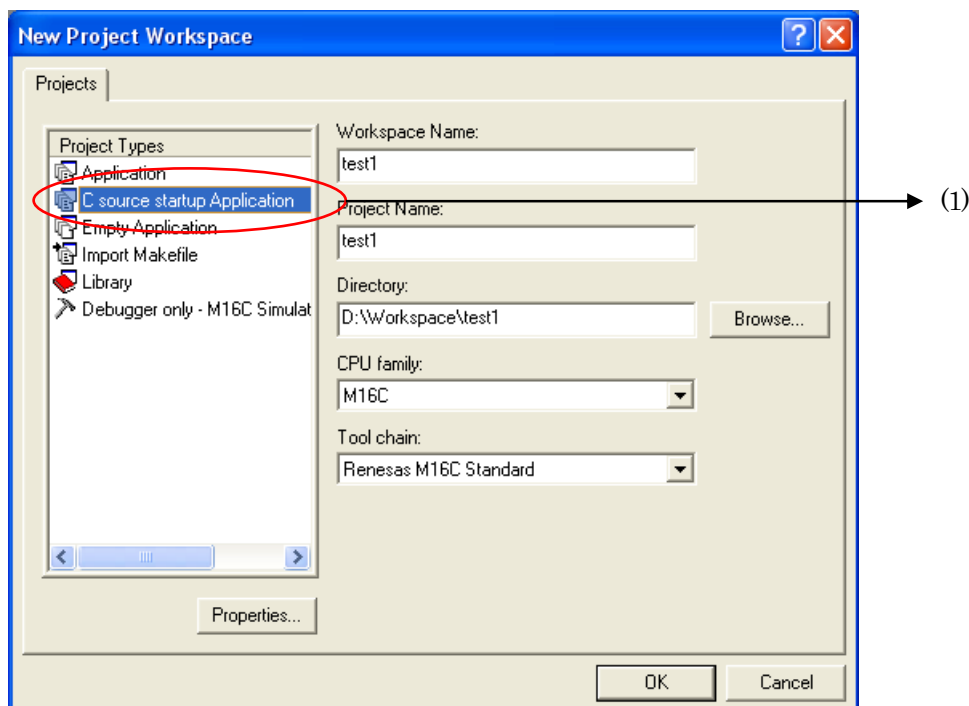 New Project Workspace
Projects
Project Types
Application
C source startup Application
Empty Application
Import Makefile
Library
Debugger only - M16C Simulat
Properties...
Workspace Name:
test1
Project Name:
test1
Directory:
D:\Workspace\test1
Browse...
CPU family:
M16C
Tool chain:
Renesas M16C Standard
OK
Cancel
(1)